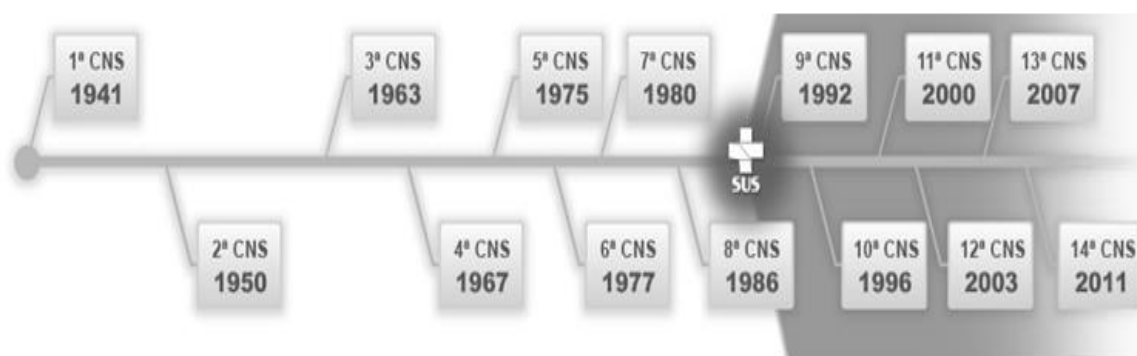 1ª CNS
1941
3ª CNS
1963
5ª CNS
1975
7ª CNS
1980
9ª CNS
1992
11ª CNS
2000
13ª CNS
2007
SUS
2ª CNS
1950
4ª CNS
1967
6ª CNS
1977
8ª CNS
1986
10ª CNS
1996
12ª CNS
2003
14ª CNS
2011